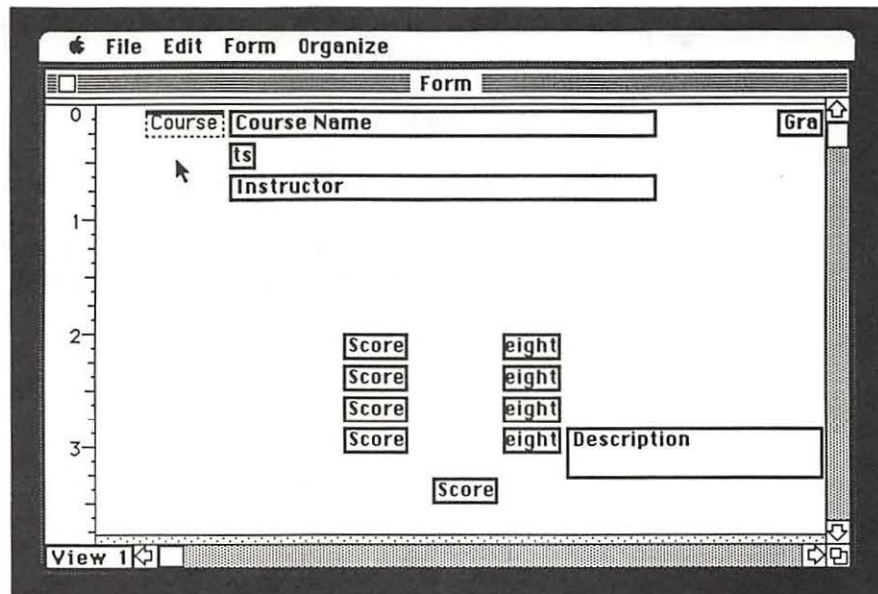 File Edit Form Organize
Form
0
Course Course Name Gra
ts
Instructor
1
2
Score eight
Score eight
Score eight
3
Score eight Description
Score
View 1